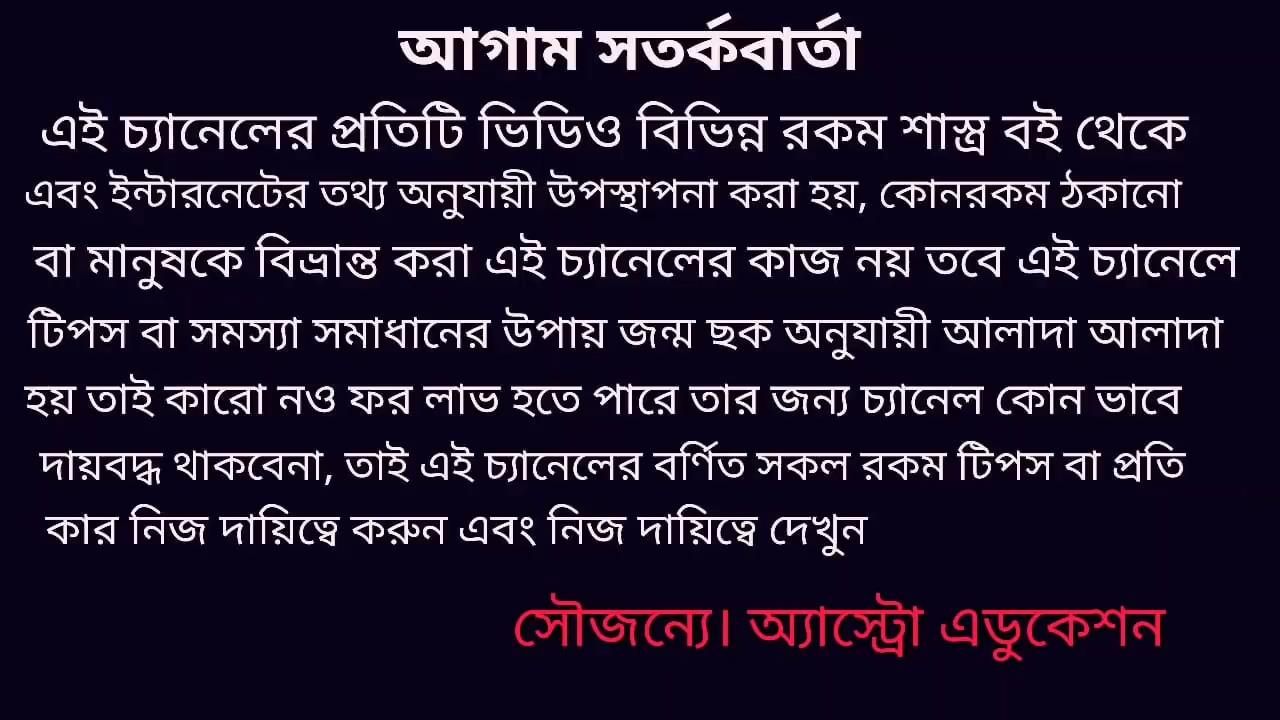 আগাম সতর্কবার্তা
এই চ্যানেলের প্রতিটি ভিডিও বিভিন্ন রকম শাস্ত্র বই থেকে
এবং ইন্টারনেটের তথ্য অনুযায়ী উপস্থাপনা করা হয়, কোনরকম ঠকানো
বা মানুষকে বিভ্রান্ত করা এই চ্যানেলের কাজ নয় তবে এই চ্যানেলে
টিপস বা সমস্যা সমাধানের উপায় জন্ম ছক অনুযায়ী আলাদা আলাদা
হয় তাই কারো নও ফর লাভ হতে পারে তার জন্য চ্যানেল কোন ভাবে
দায়বদ্ধ থাকবেনা, তাই এই চ্যানেলের বর্ণিত সকল রকম টিপস বা প্রতি
কার নিজ দায়িত্বে করুন এবং নিজ দায়িত্বে দেখুন
সৌজন্যে। অ্যাস্ট্রো এডুকেশন